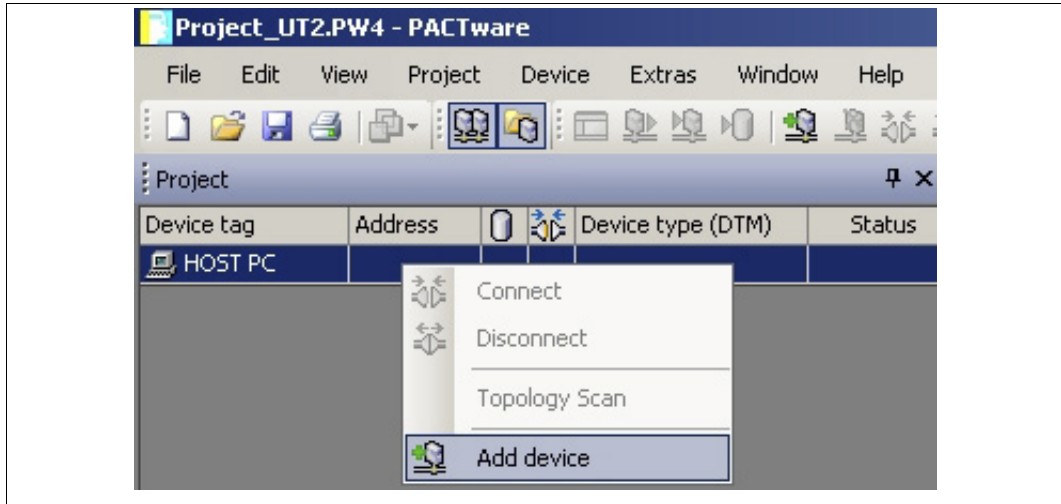 Project_UT2.PW4 - PACTware
File Edit View Project Device Extras Window Help
Project
Device tag Address Device type (DTM) Status
HOST PC
Connect
Disconnect
Topology Scan
Add device